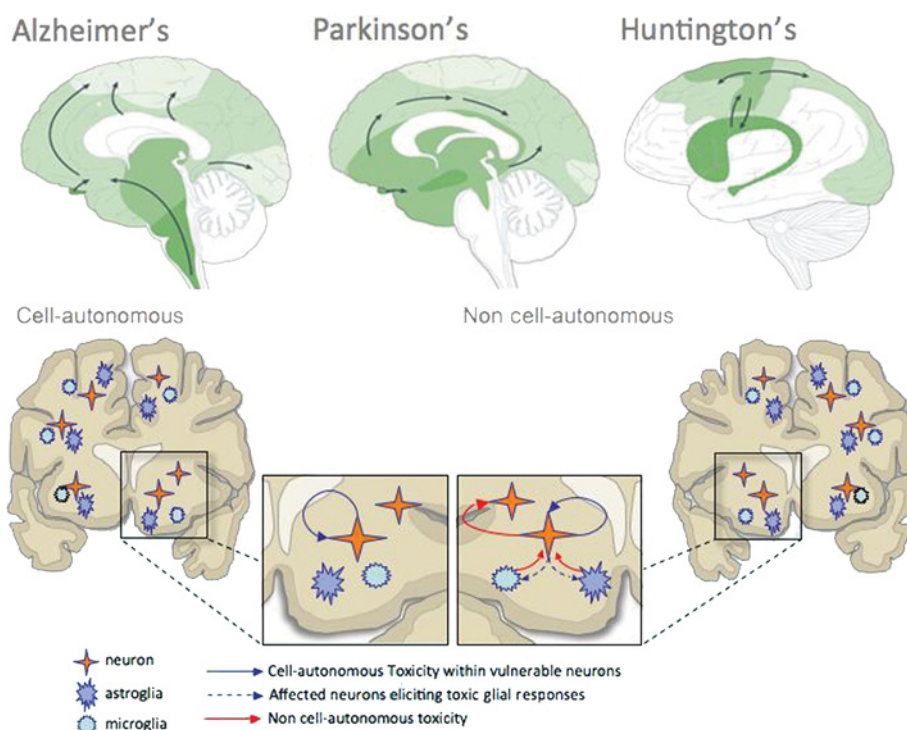 Alzheimer's
Parkinson's
Huntington's
Cell-autonomous
Non cell-autonomous
neuron
astroglia
microglia
Cell-autonomous Toxicity within vulnerable neurons
Affected neurons eliciting toxic glial responses
Non cell-autonomous toxicity